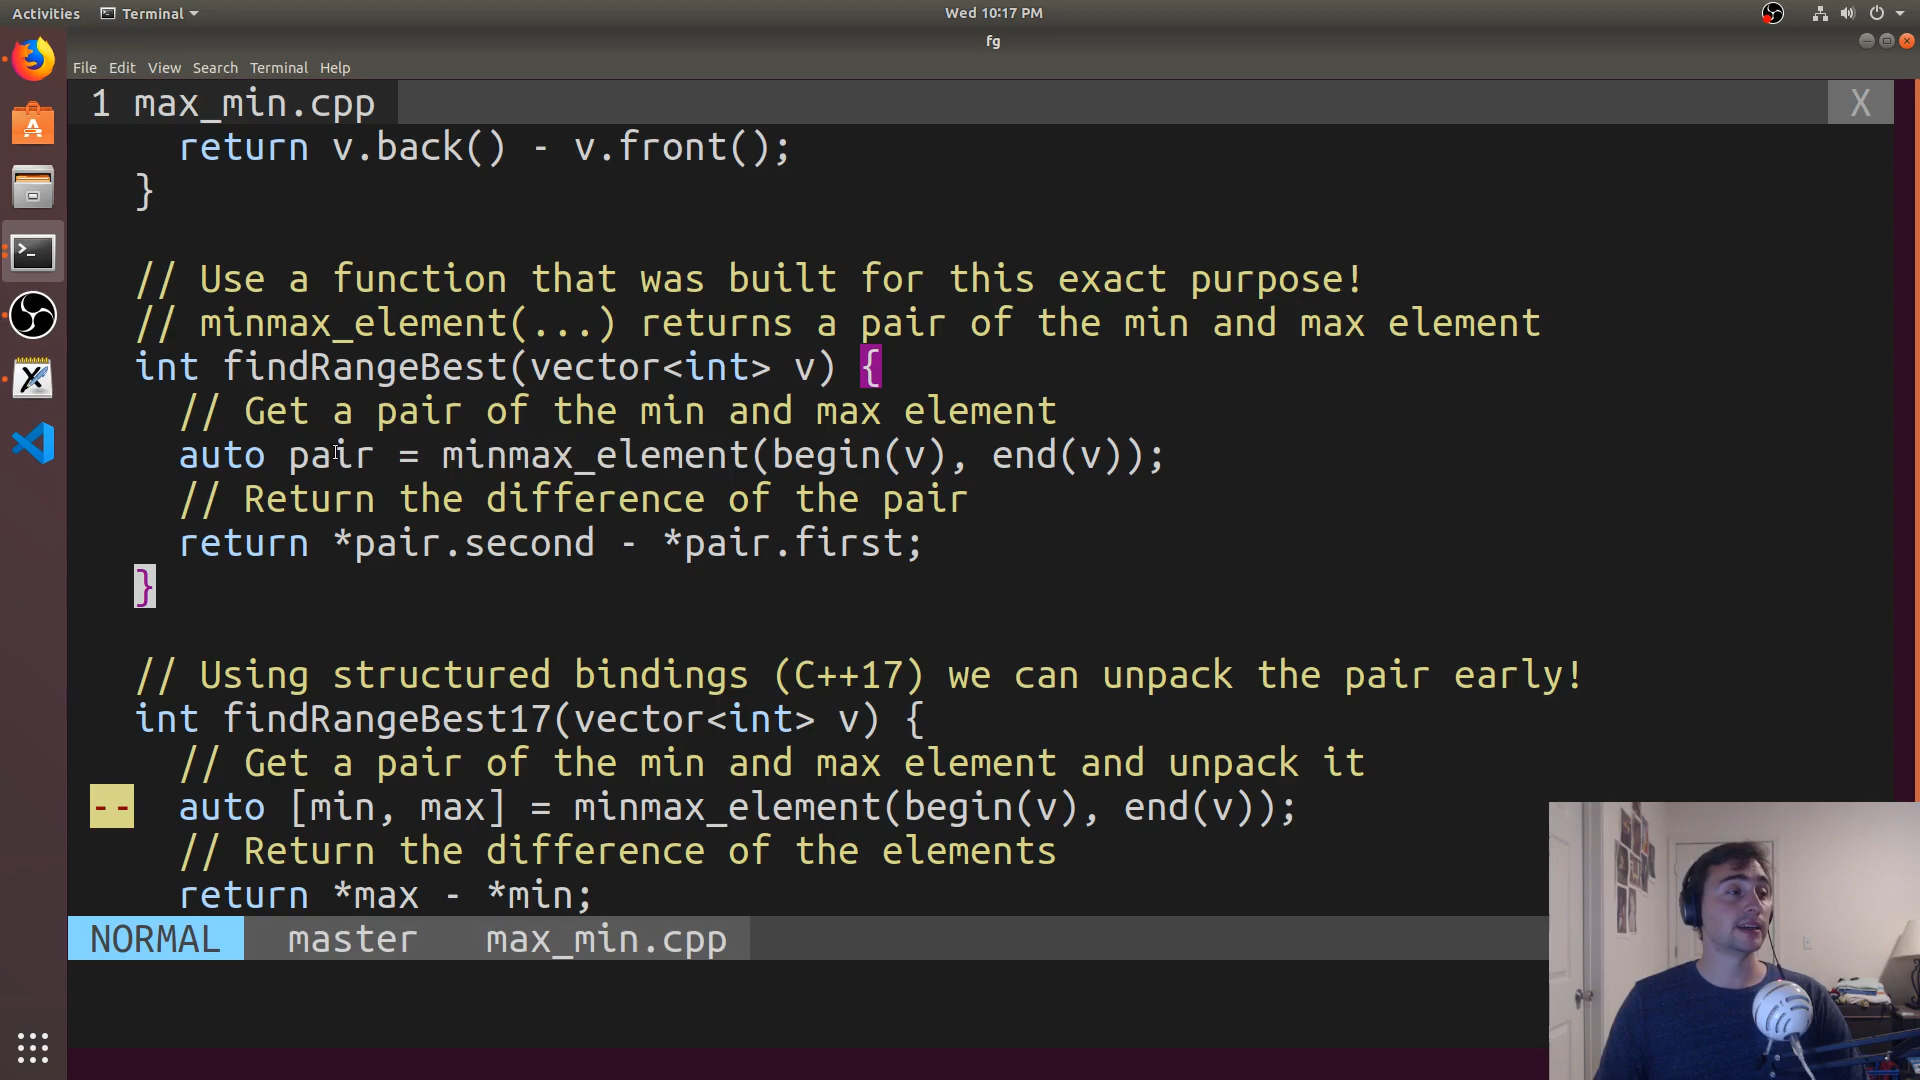 Activities
Terminal
Wed 10:17 PM
fg
File Edit View Search Terminal Help
1 max_min.cpp X
return v.back() - v.front();
}
// Use a function that was built for this exact purpose!
// minmax_element(...) returns a pair of the min and max element
int findRangeBest(vector<int> v) {
// Get a pair of the min and max element
auto pair = minmax_element(begin(v), end(v));
// Return the difference of the pair
return *pair.second - *pair.first;
}
// Using structured bindings (C++17) we can unpack the pair early!
int findRangeBest17(vector<int> v) {
// Get a pair of the min and max element and unpack it
-- auto [min, max] = minmax_element(begin(v), end(v));
// Return the difference of the elements
return *max - *min;
NORMAL master max_min.cpp